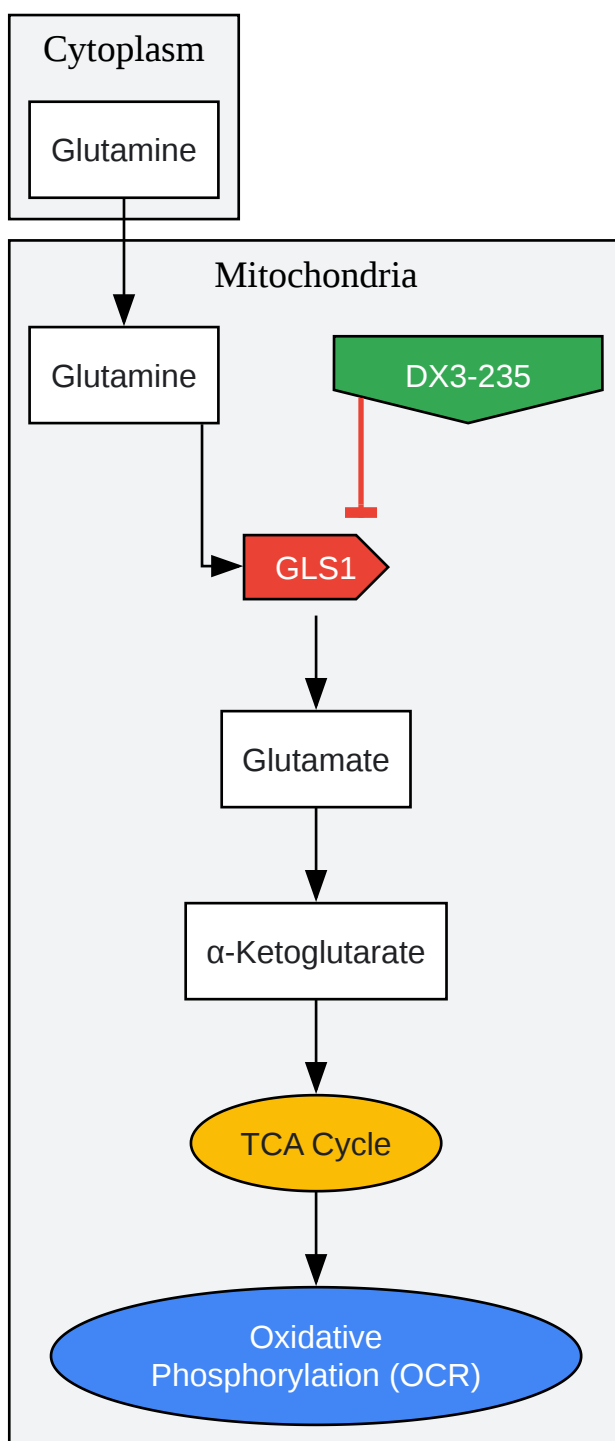 Cytoplasm
Glutamine
Mitochondria
Glutamine
DX3-235
GLS1
Glutamate
α-Ketoglutarate
TCA Cycle
Oxidative
Phosphorylation (OCR)